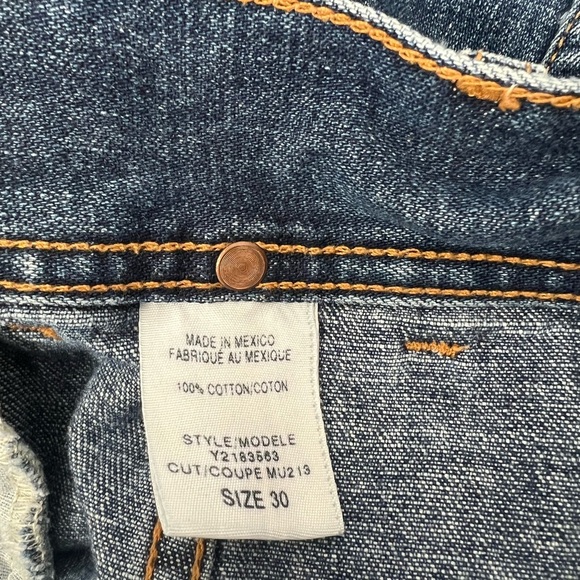 MADE IN MEXICO
FABRIQUÉ AU MEXIQUE
100% COTTON/COTON
STYLE/MODELE
Y2183563
CUT/COUPE MU213
SIZE 30